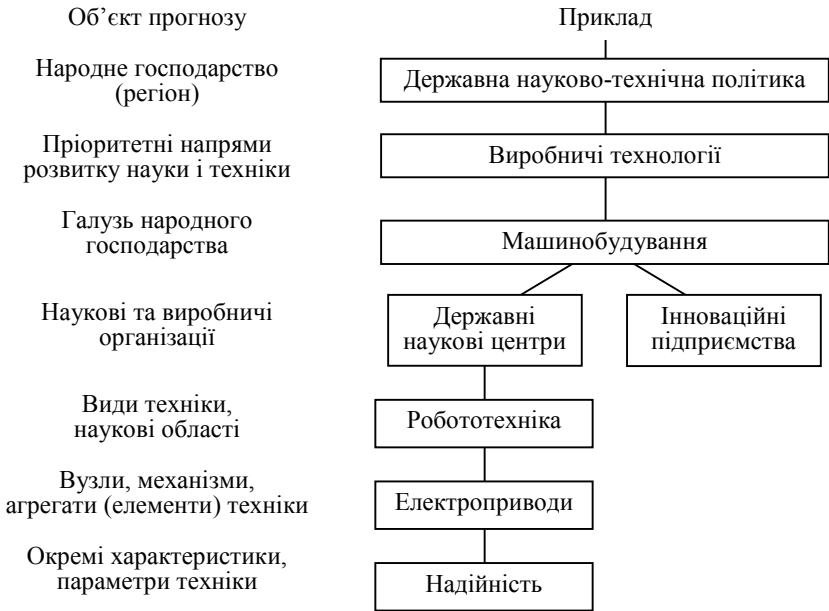 Об’єкт прогнозу
Приклад
Народне господарство
(регіон)
Державна науково-технічна політика
Пріоритетні напрями
розвитку науки і техніки
Виробничі технології
Галузь народного
господарства
Машинобудування
Наукові та виробничі
організації
Державні
наукові центри
Інноваційні
підприємства
Види техніки,
наукові області
Робототехніка
Вузли, механізми,
агрегати (елементи) техніки
Електроприводи
Окремі характеристики,
параметри техніки
Надійність